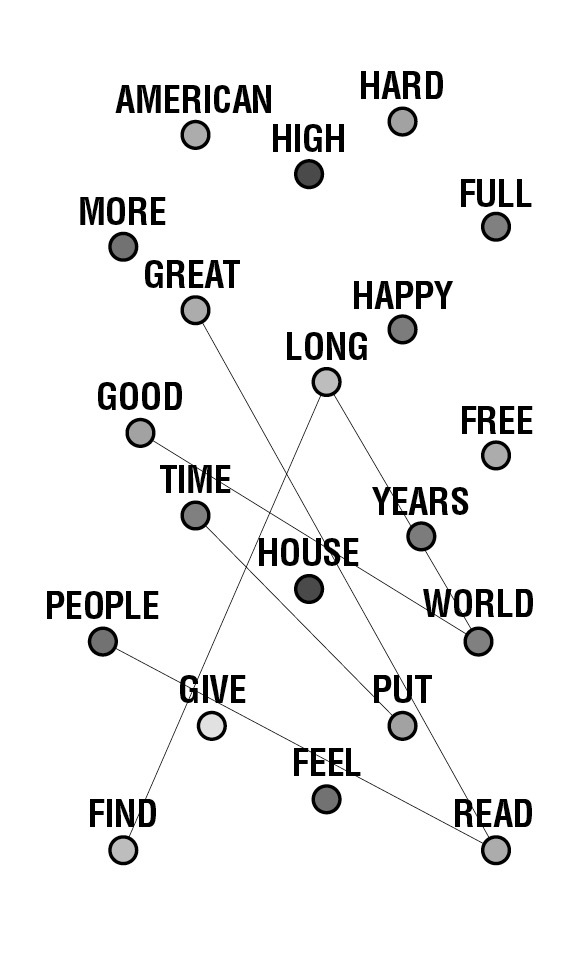 HARD
AMERICAN
HIGH
FULL
MORE
GREAT
HAPPY
LONG
GOOD
FREE
TIME
YEARS
HOUSE
WORLD
PEOPLE
GIVE
PUT
FEEL
FIND
READ